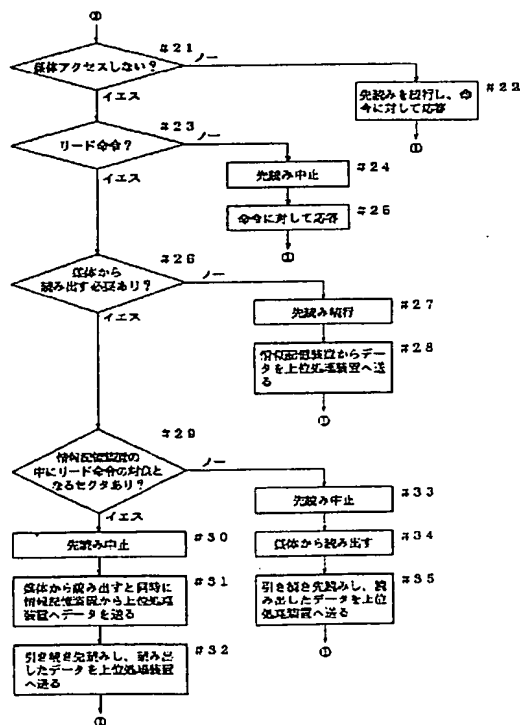 ②
#21
媒体アクセスしない?
ノー
イエス
#22
先読みを続行し、命
令に対して応答
①
#23
リード命令?
ノー
イエス
#24
先読み中止
#25
命令に対して応答
①
#26
媒体から
読み出す必要あり?
ノー
イエス
#27
先読み続行
#28
情報記憶装置からデー
タを上位処理装置へ送
る
①
#29
情報記憶装置の
中にリード命令の対象と
なるセクタあり?
ノー
イエス
#30
先読み中止
#31
媒体から読み出すと同時に
情報記憶装置から上位処理
装置へデータを送る
#32
引き続き先読みし、読み出
したデータを上位処理装置
へ送る
①
#33
先読み中止
#34
媒体から読み出す
#35
引き続き先読みし、読み
出したデータを上位
処理装置へ送る
①